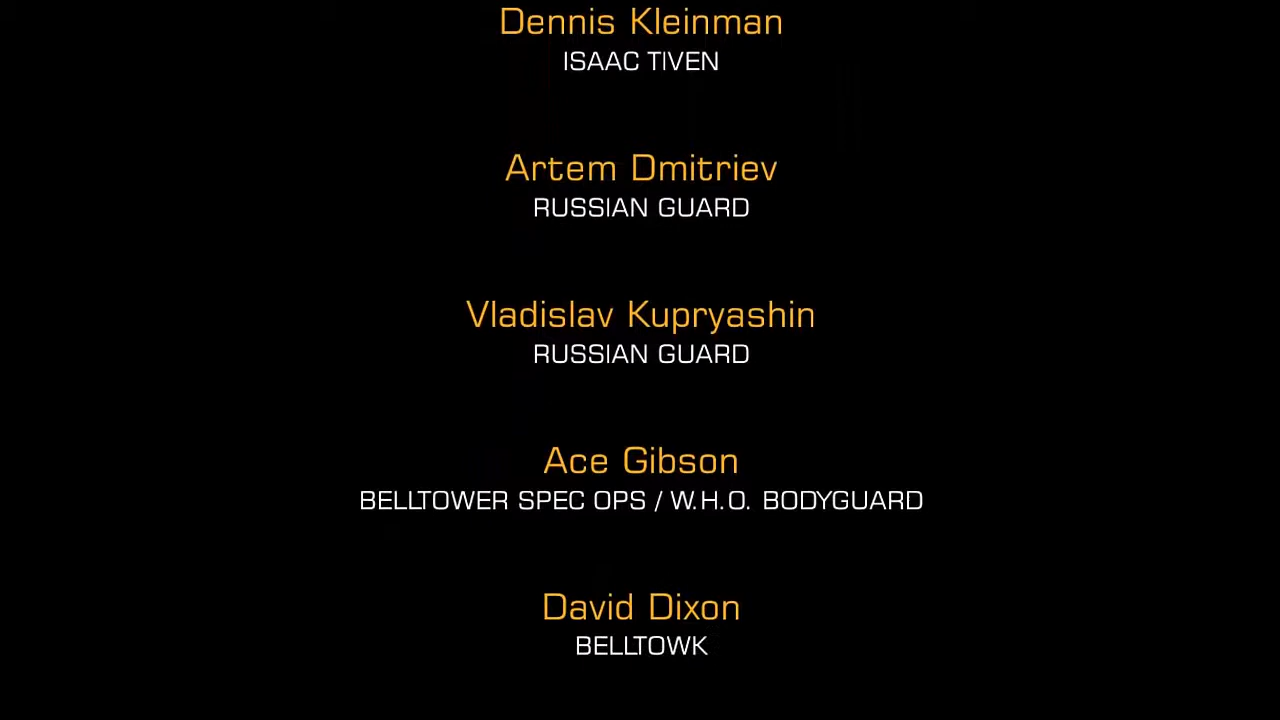 Dennis Kleinman
ISAAC TIVEN
Artem Dmitriev
RUSSIAN GUARD
Vladislav Kupryashin
RUSSIAN GUARD
Ace Gibson
BELLTOWER SPEC OPS / W.H.O. BODYGUARD
David Dixon
BELLTOWK